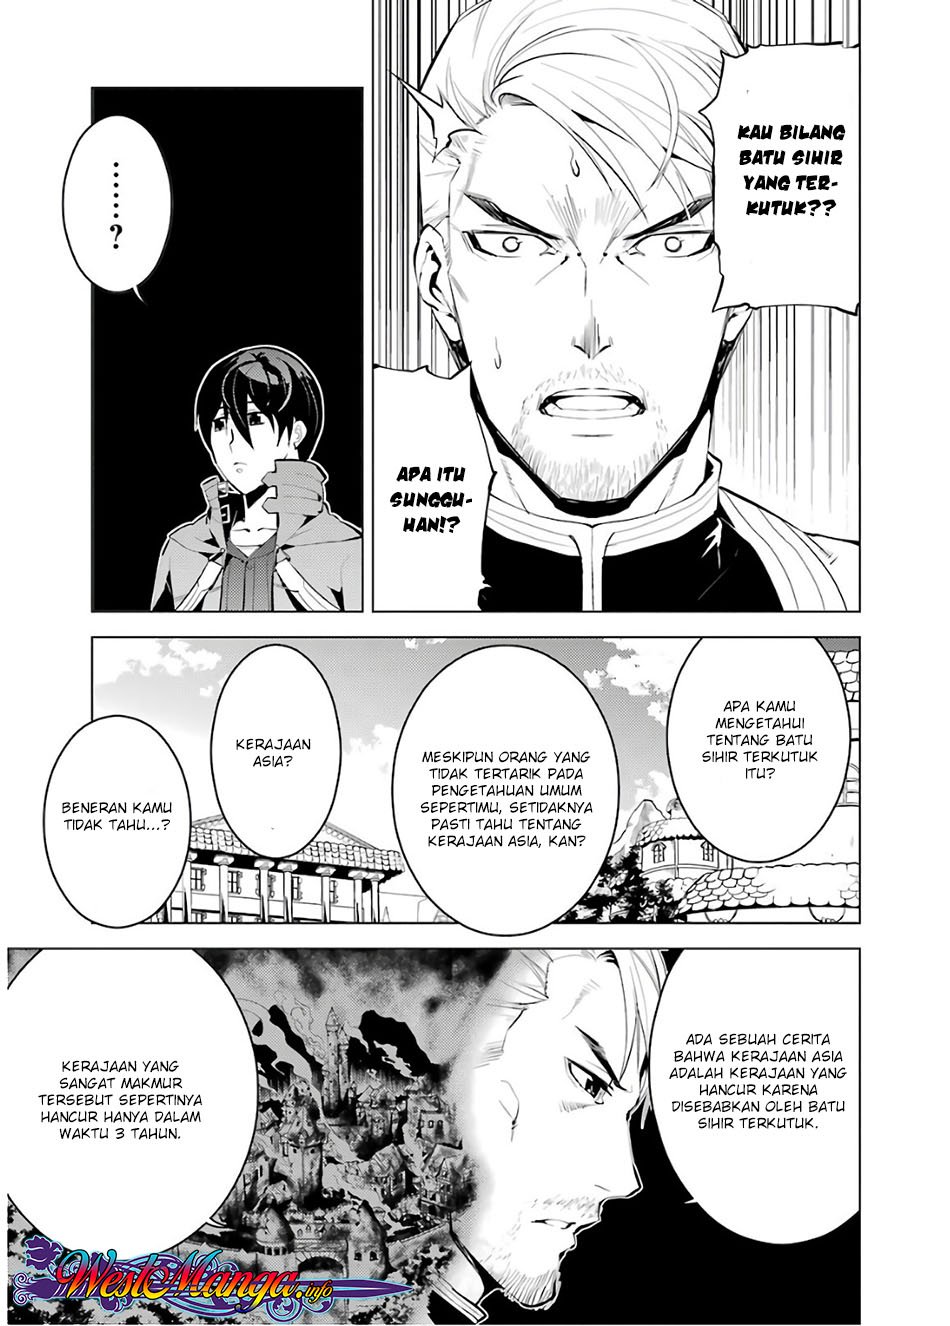 KAU BILANG
BATU SIHIR
YANG TER-
KUTUK??
APA ITU
SUNGGU-
HAN!?
......?
APA KAMU
MENGETAHUI
TENTANG BATU
SIHIR TERKUTUK
ITU?
MESKIPUN ORANG YANG
TIDAK TERTARIK PADA
PENGETAHUAN UMUM
SEPERTIMU, SETIDAKNYA
PASTI TAHU TENTANG
KERAJAAN ASIA, KAN?
KERAJAAN
ASIA?
BENERAN KAMU
TIDAK TAHU...?
ADA SEBUAH CERITA
BAHWA KERAJAAN ASIA
ADALAH KERAJAAN YANG
HANCUR KARENA
DISEBABKAN OLEH BATU
SIHIR TERKUTUK.
KERAJAAN YANG
SANGAT MAKMUR
TERSEBUT SEPERTINYA
HANCUR HANYA DALAM
WAKTU 3 TAHUN.
WestManga.info